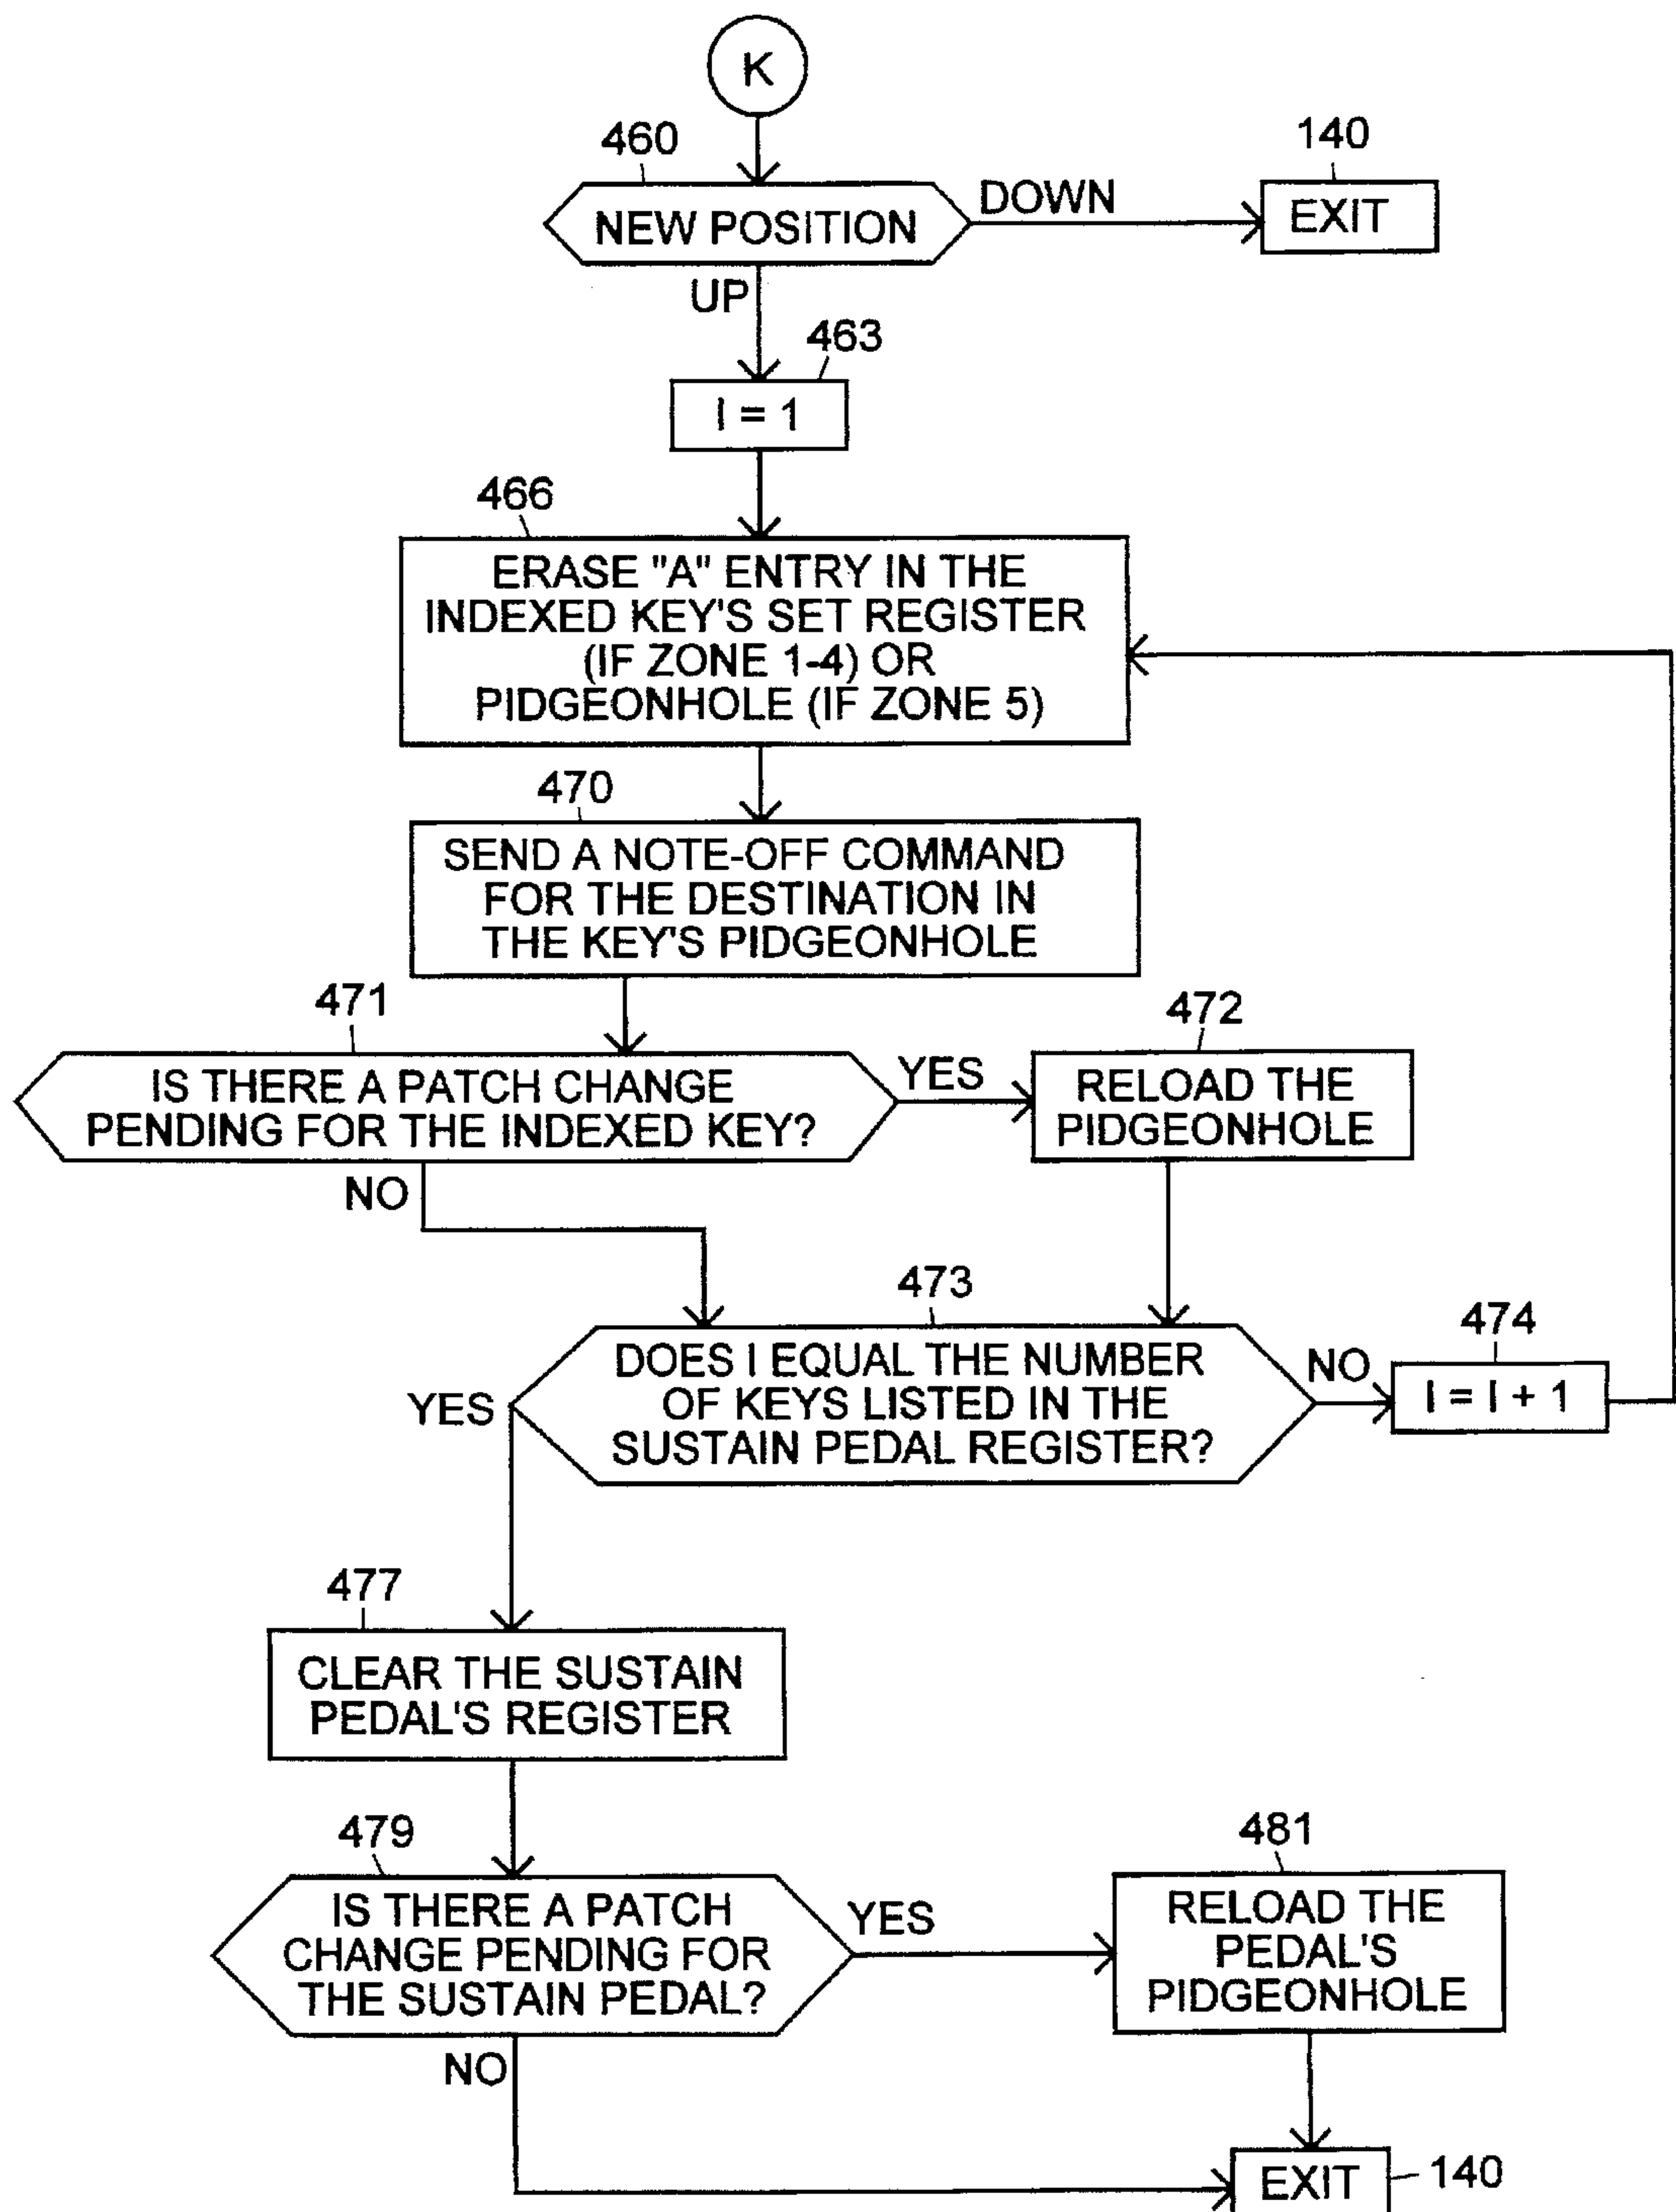 K
460
140
NEW POSITION
DOWN
EXIT
UP
463
I = 1
466
ERASE "A" ENTRY IN THE
INDEXED KEY'S SET REGISTER
(IF ZONE 1-4) OR
PIDGEONHOLE (IF ZONE 5)
470
SEND A NOTE-OFF COMMAND
FOR THE DESTINATION IN
THE KEY'S PIDGEONHOLE
471
472
IS THERE A PATCH CHANGE
PENDING FOR THE INDEXED KEY?
YES
RELOAD THE
PIDGEONHOLE
NO
473
474
DOES I EQUAL THE NUMBER
OF KEYS LISTED IN THE
SUSTAIN PEDAL REGISTER?
NO
I = I + 1
YES
477
CLEAR THE SUSTAIN
PEDAL'S REGISTER
479
481
IS THERE A PATCH
CHANGE PENDING FOR
THE SUSTAIN PEDAL?
YES
RELOAD THE
PEDAL'S
PIDGEONHOLE
NO
EXIT
140